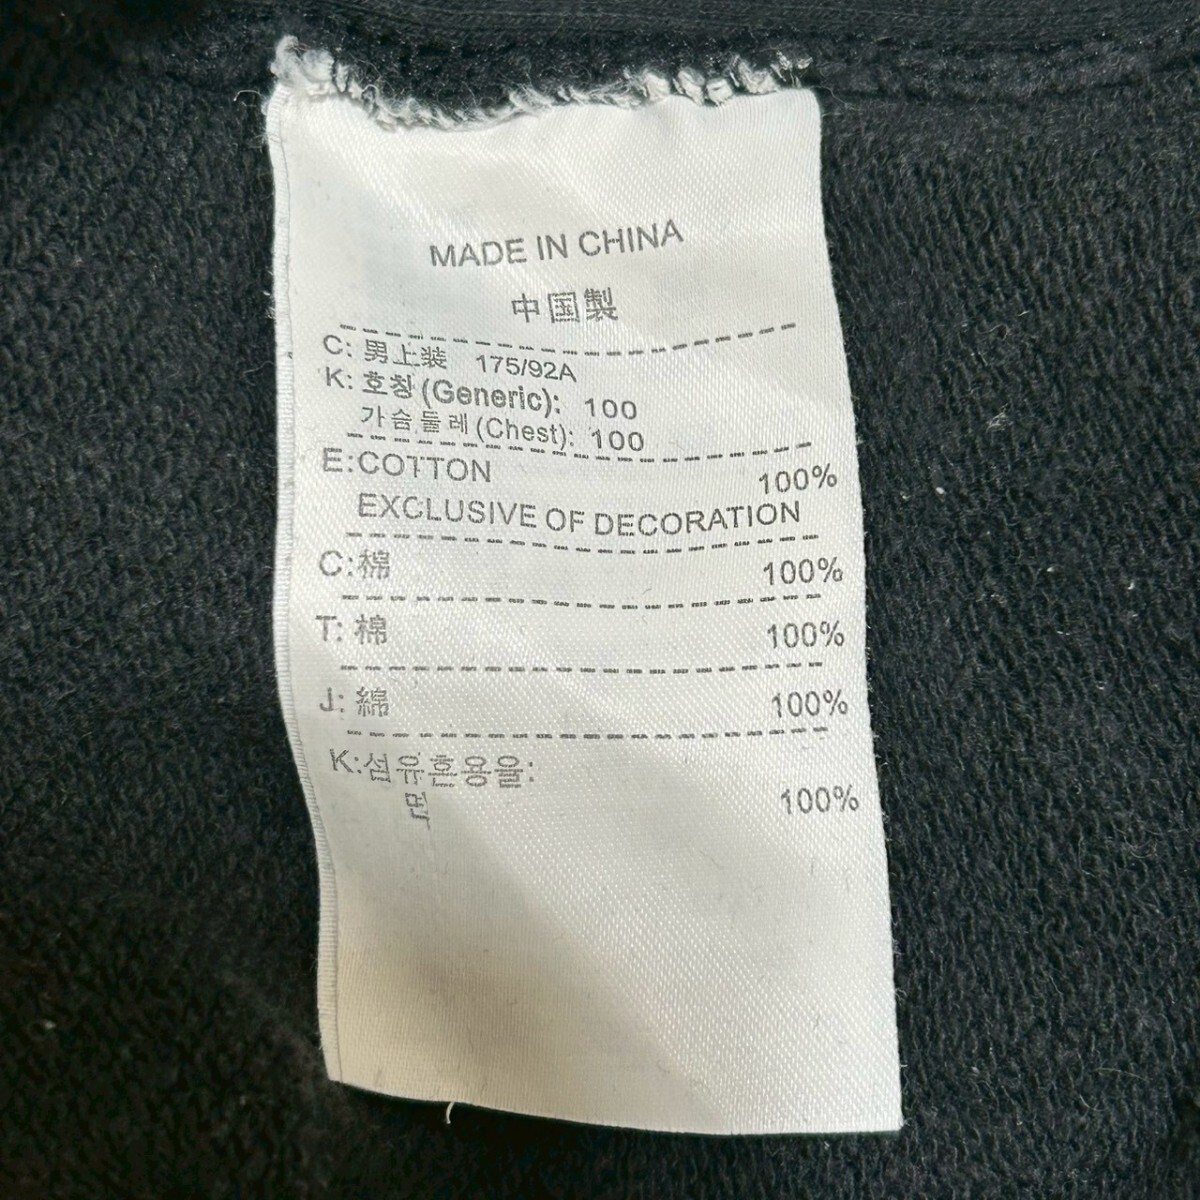 MADE IN CHINA
中国製
C: 男上装 175/92A
K: 호칭 (Generic): 100
가슴둘레 (Chest): 100
E:COTTON 100%
EXCLUSIVE OF DECORATION
C:棉 100%
T: 棉 100%
J: 綿 100%
K:섬유혼용율:
면 100%